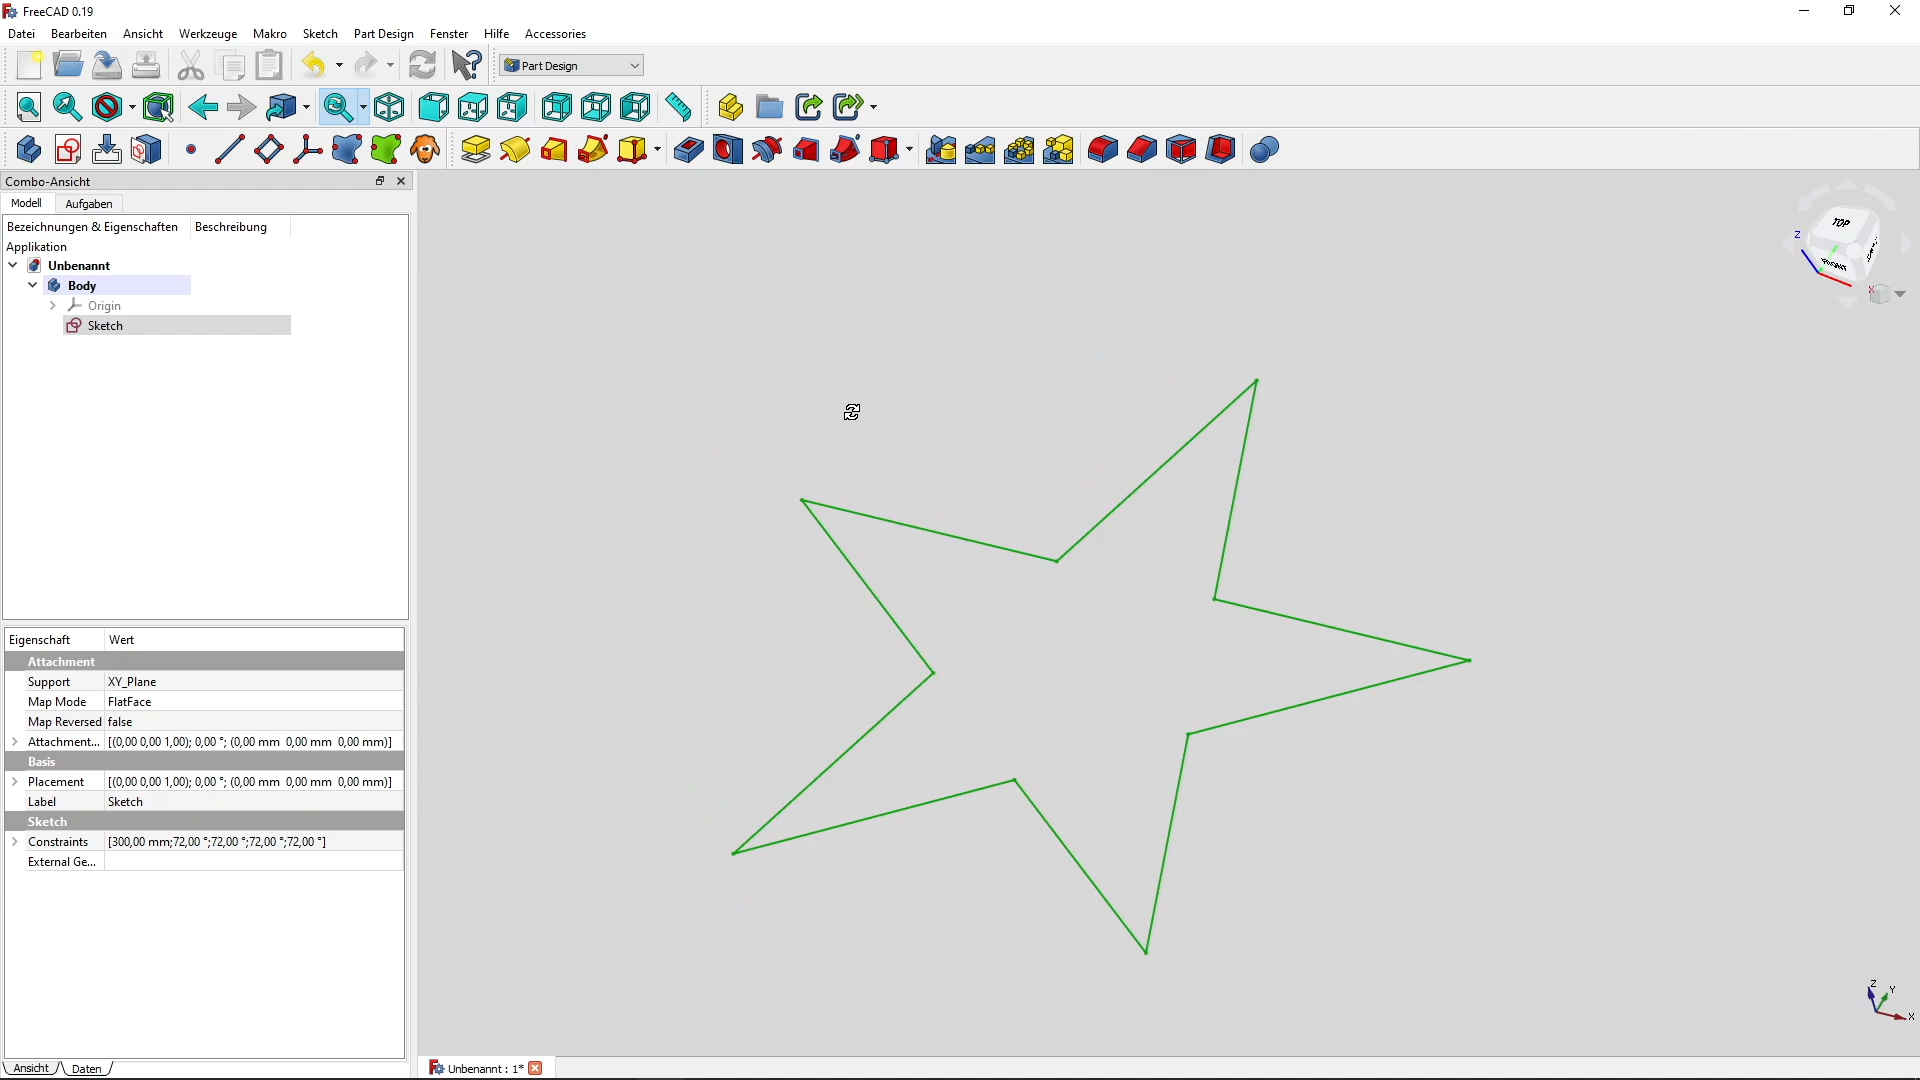 FreeCAD 0.19
Datei Bearbeiten Ansicht Werkzeuge Makro Sketch Part Design Fenster Hilfe Accessories
Part Design
Combo-Ansicht
Modell Aufgaben
Bezeichnungen & Eigenschaften Beschreibung
Applikation
Unbenannt
Body
Origin
Sketch
TOP
FRONT
Z
X
Eigenschaft Wert
Attachment
Support XY_Plane
Map Mode FlatFace
Map Reversed false
Attachment... [(0,00 0,00 1,00); 0,00 °; (0,00 mm 0,00 mm 0,00 mm)]
Basis
Placement [(0,00 0,00 1,00); 0,00 °; (0,00 mm 0,00 mm 0,00 mm)]
Label Sketch
Sketch
Constraints [300,00 mm;72,00 °;72,00 °;72,00 °;72,00 °]
External Ge...
Z
Y
X
Ansicht Daten
Unbenannt : 1*